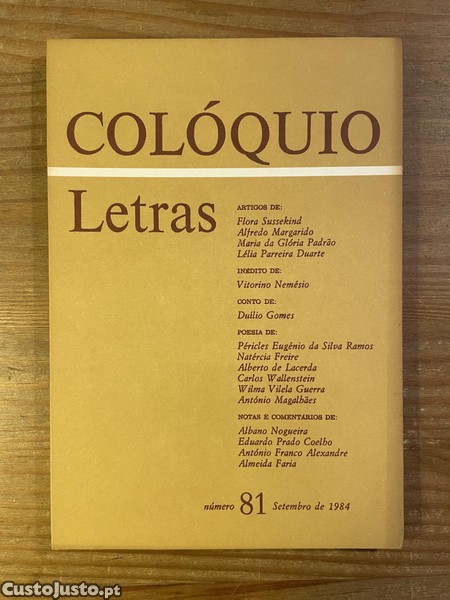 COLÓQUIO
Letras
ARTIGOS DE:
Flora Sussekind
Alfredo Margarido
Maria da Glória Padrão
Lélia Parreira Duarte
INÉDITO DE:
Vitorino Nemésio
CONTO DE:
Duílio Gomes
POESIA DE:
Péricles Eugénio da Silva Ramos
Natércia Freire
Alberto de Lacerda
Carlos Wallenstein
Wilma Vilela Guerra
António Magalhães
NOTAS E COMENTÁRIOS DE:
Albano Nogueira
Eduardo Prado Coelho
António Franco Alexandre
Almeida Faria
número 81 Setembro de 1984
CustoJusto.pt